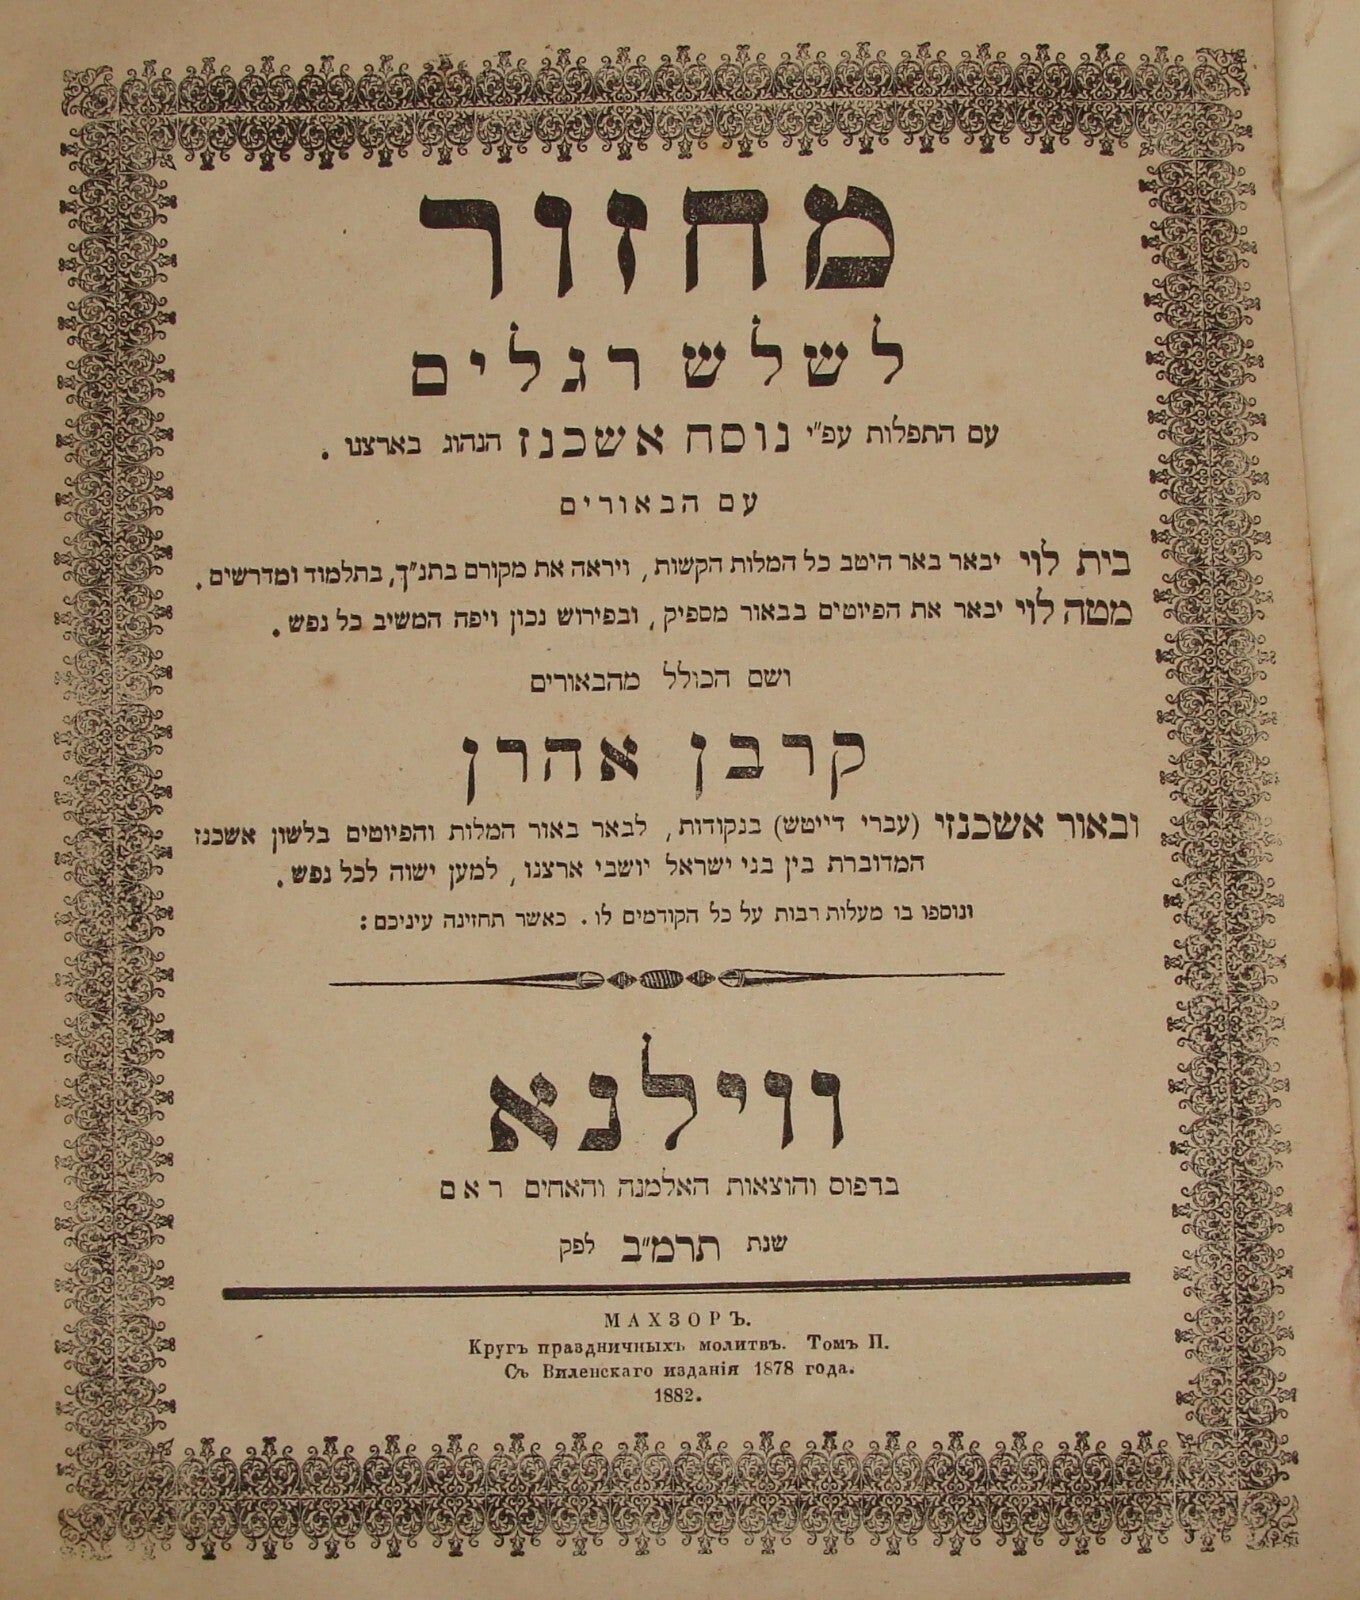 מחזור
לשלש רגלים
עם התפלות עפ״י נוסח אשכנז הנהוג בארצנו .
עם הבאורים
בית לוי יבאר באר היטב כל המלות הקשות , ויראה את מקורם בתנ״ך , בתלמוד ומדרשים .
מטה לוי יבאר את הפיוטים בבאור מספיק , ובפירוש נכון ויפה המשיב כל נפש .
ושם הכולל מהבאורים
קרבן אהרן
ובאור אשכנזי (עברי דייטש) בנקודות , לבאר באור המלות והפיוטים בלשון אשכנז
המדוברת בין בני ישראל יושבי ארצנו , למען ישוה לכל נפש .
ונוספו בו מעלות רבות על כל הקודמים לו . כאשר תחזינה עיניכם :
ווילנא
בדפוס והוצאות האלמנה והאחים ראם
שנת תרמ״ב לפק
МАХЗОРЪ.
Кругъ праздничныхъ молитвъ. Томъ II.
Съ Виленскаго изданія 1878 года.
1882.